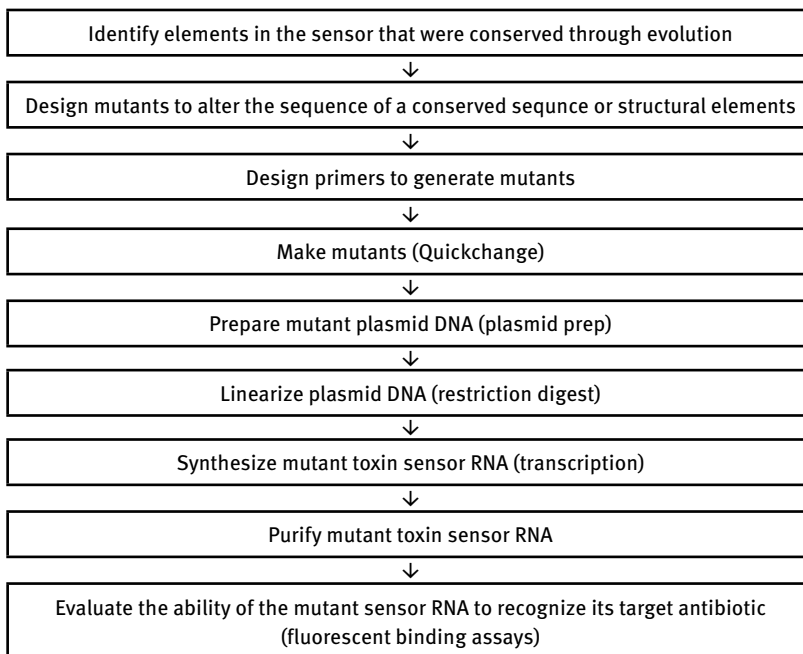 Identify elements in the sensor that were conserved through evolution
↓
Design mutants to alter the sequence of a conserved sequnce or structural elements
↓
Design primers to generate mutants
↓
Make mutants (Quickchange)
↓
Prepare mutant plasmid DNA (plasmid prep)
↓
Linearize plasmid DNA (restriction digest)
↓
Synthesize mutant toxin sensor RNA (transcription)
↓
Purify mutant toxin sensor RNA
↓
Evaluate the ability of the mutant sensor RNA to recognize its target antibiotic
(fluorescent binding assays)